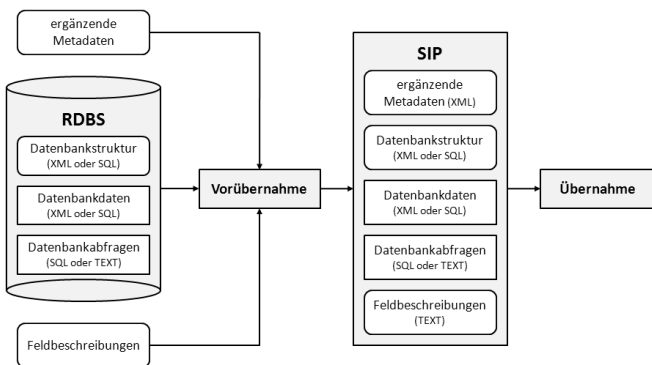 ergänzende
Metadaten
RDBS
Datenbankstruktur
(XML oder SQL)
Datenbankdaten
(XML oder SQL)
Datenbankabfragen
(SQL oder TEXT)
Feldbeschreibungen
Vorübernahme
SIP
ergänzende
Metadaten (XML)
Datenbankstruktur
(XML oder SQL)
Datenbankdaten
(XML oder SQL)
Datenbankabfragen
(SQL oder TEXT)
Feldbeschreibungen
(TEXT)
Übernahme